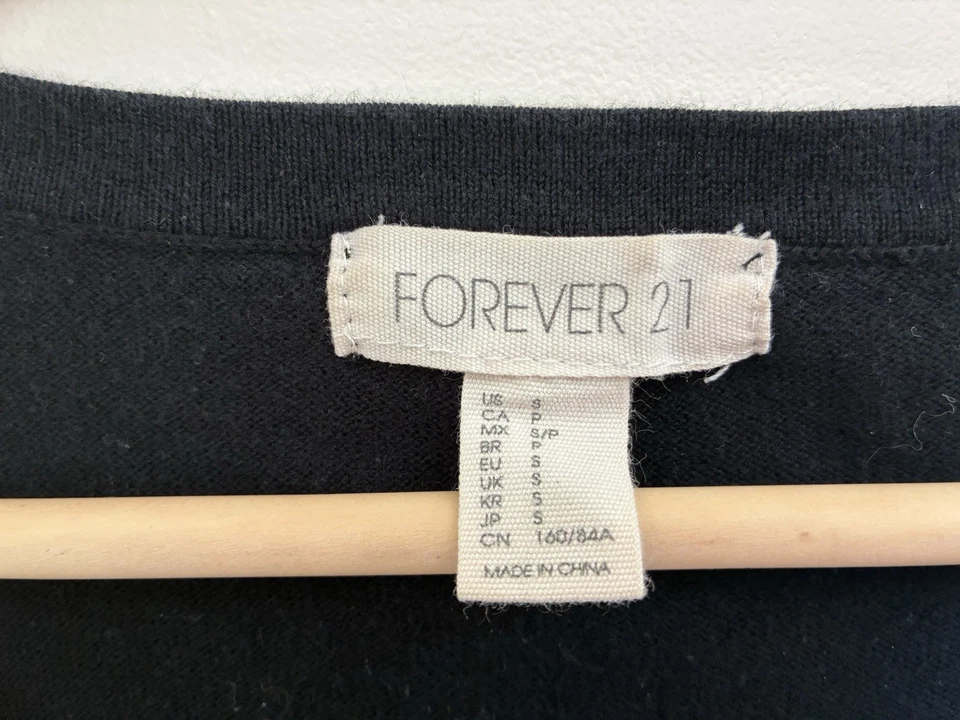 FOREVER 21
US S
CA P
MX S/P
BR P
EU S
UK S
KR S
JP S
CN 160/84A
MADE IN CHINA